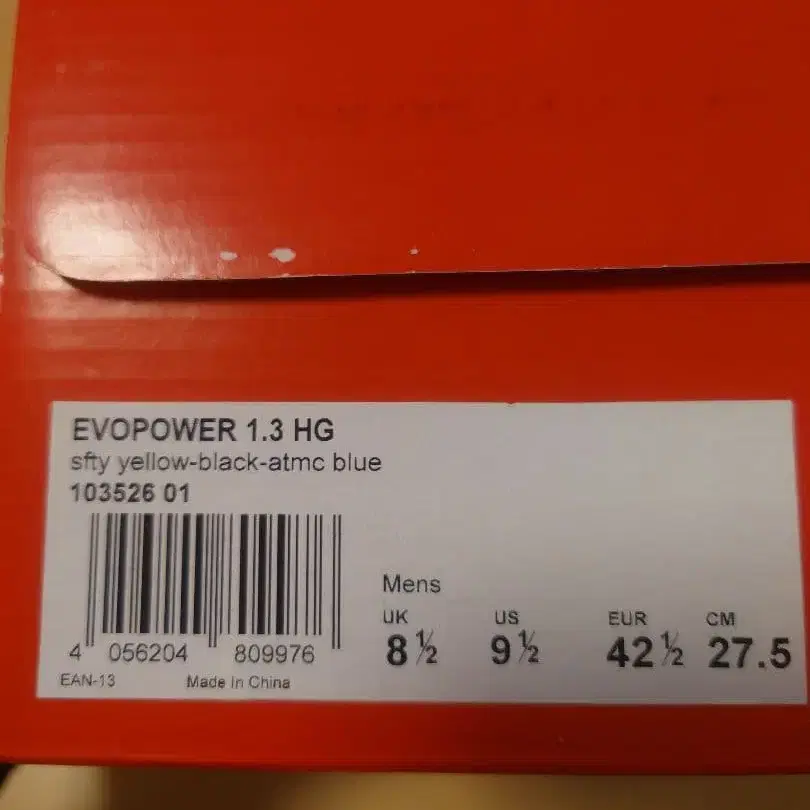 EVOPOWER 1.3 HG
sfty yellow-black-atmc blue
103526 01
4 056204 809976
EAN-13 Made In China
Mens
UK US EUR CM
8½ 9½ 42½ 27.5